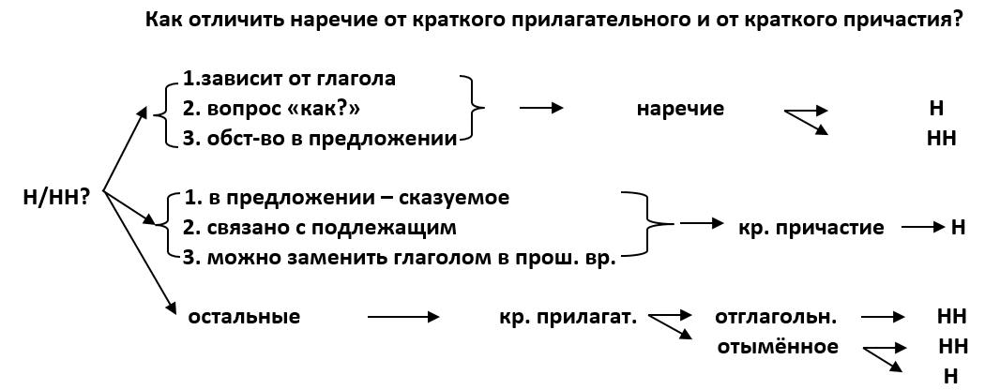 Как отличить наречие от краткого прилагательного и от краткого причастия?
1.зависит от глагола
2. вопрос «как?» наречие Н
3. обст-во в предложении НН
1. в предложении – сказуемое
Н/НН?
2. связано с подлежащим кр. причастие Н
3. можно заменить глаголом в прош. вр.
остальные кр. прилагат. отглагольн. НН
отымённое НН
Н